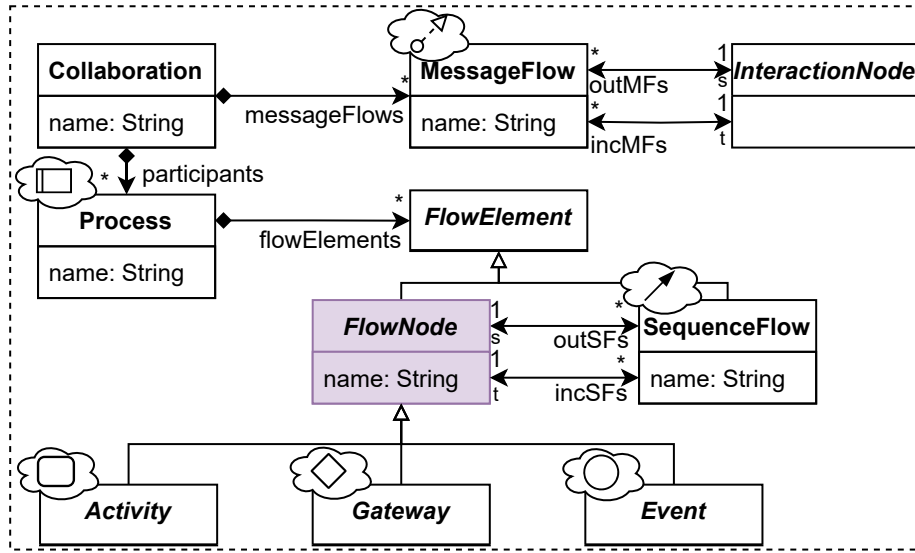 Collaboration
name: String
messageFlows
*
MessageFlow
name: String
*
outMFs
1
s
*
incMFs
1
t
InteractionNode
participants
*
Process
name: String
flowElements
*
FlowElement
FlowNode
name: String
1
s
*
outSFs
1
t
*
incSFs
SequenceFlow
name: String
Activity
Gateway
Event